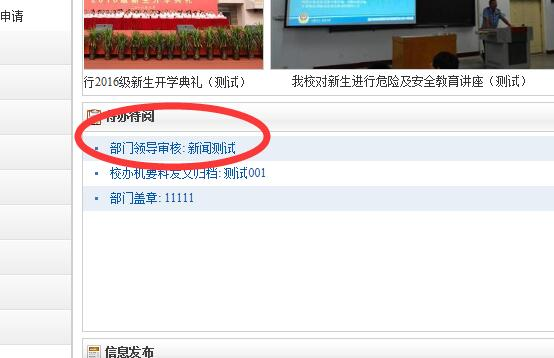 申请
行2016级新生开学典礼（测试）
我校对新生进行危险及安全教育讲座（测试）
待办待阅
部门领导审核: 新闻测试
校办机要科发文归档: 测试001
部门盖章: 11111
信息发布